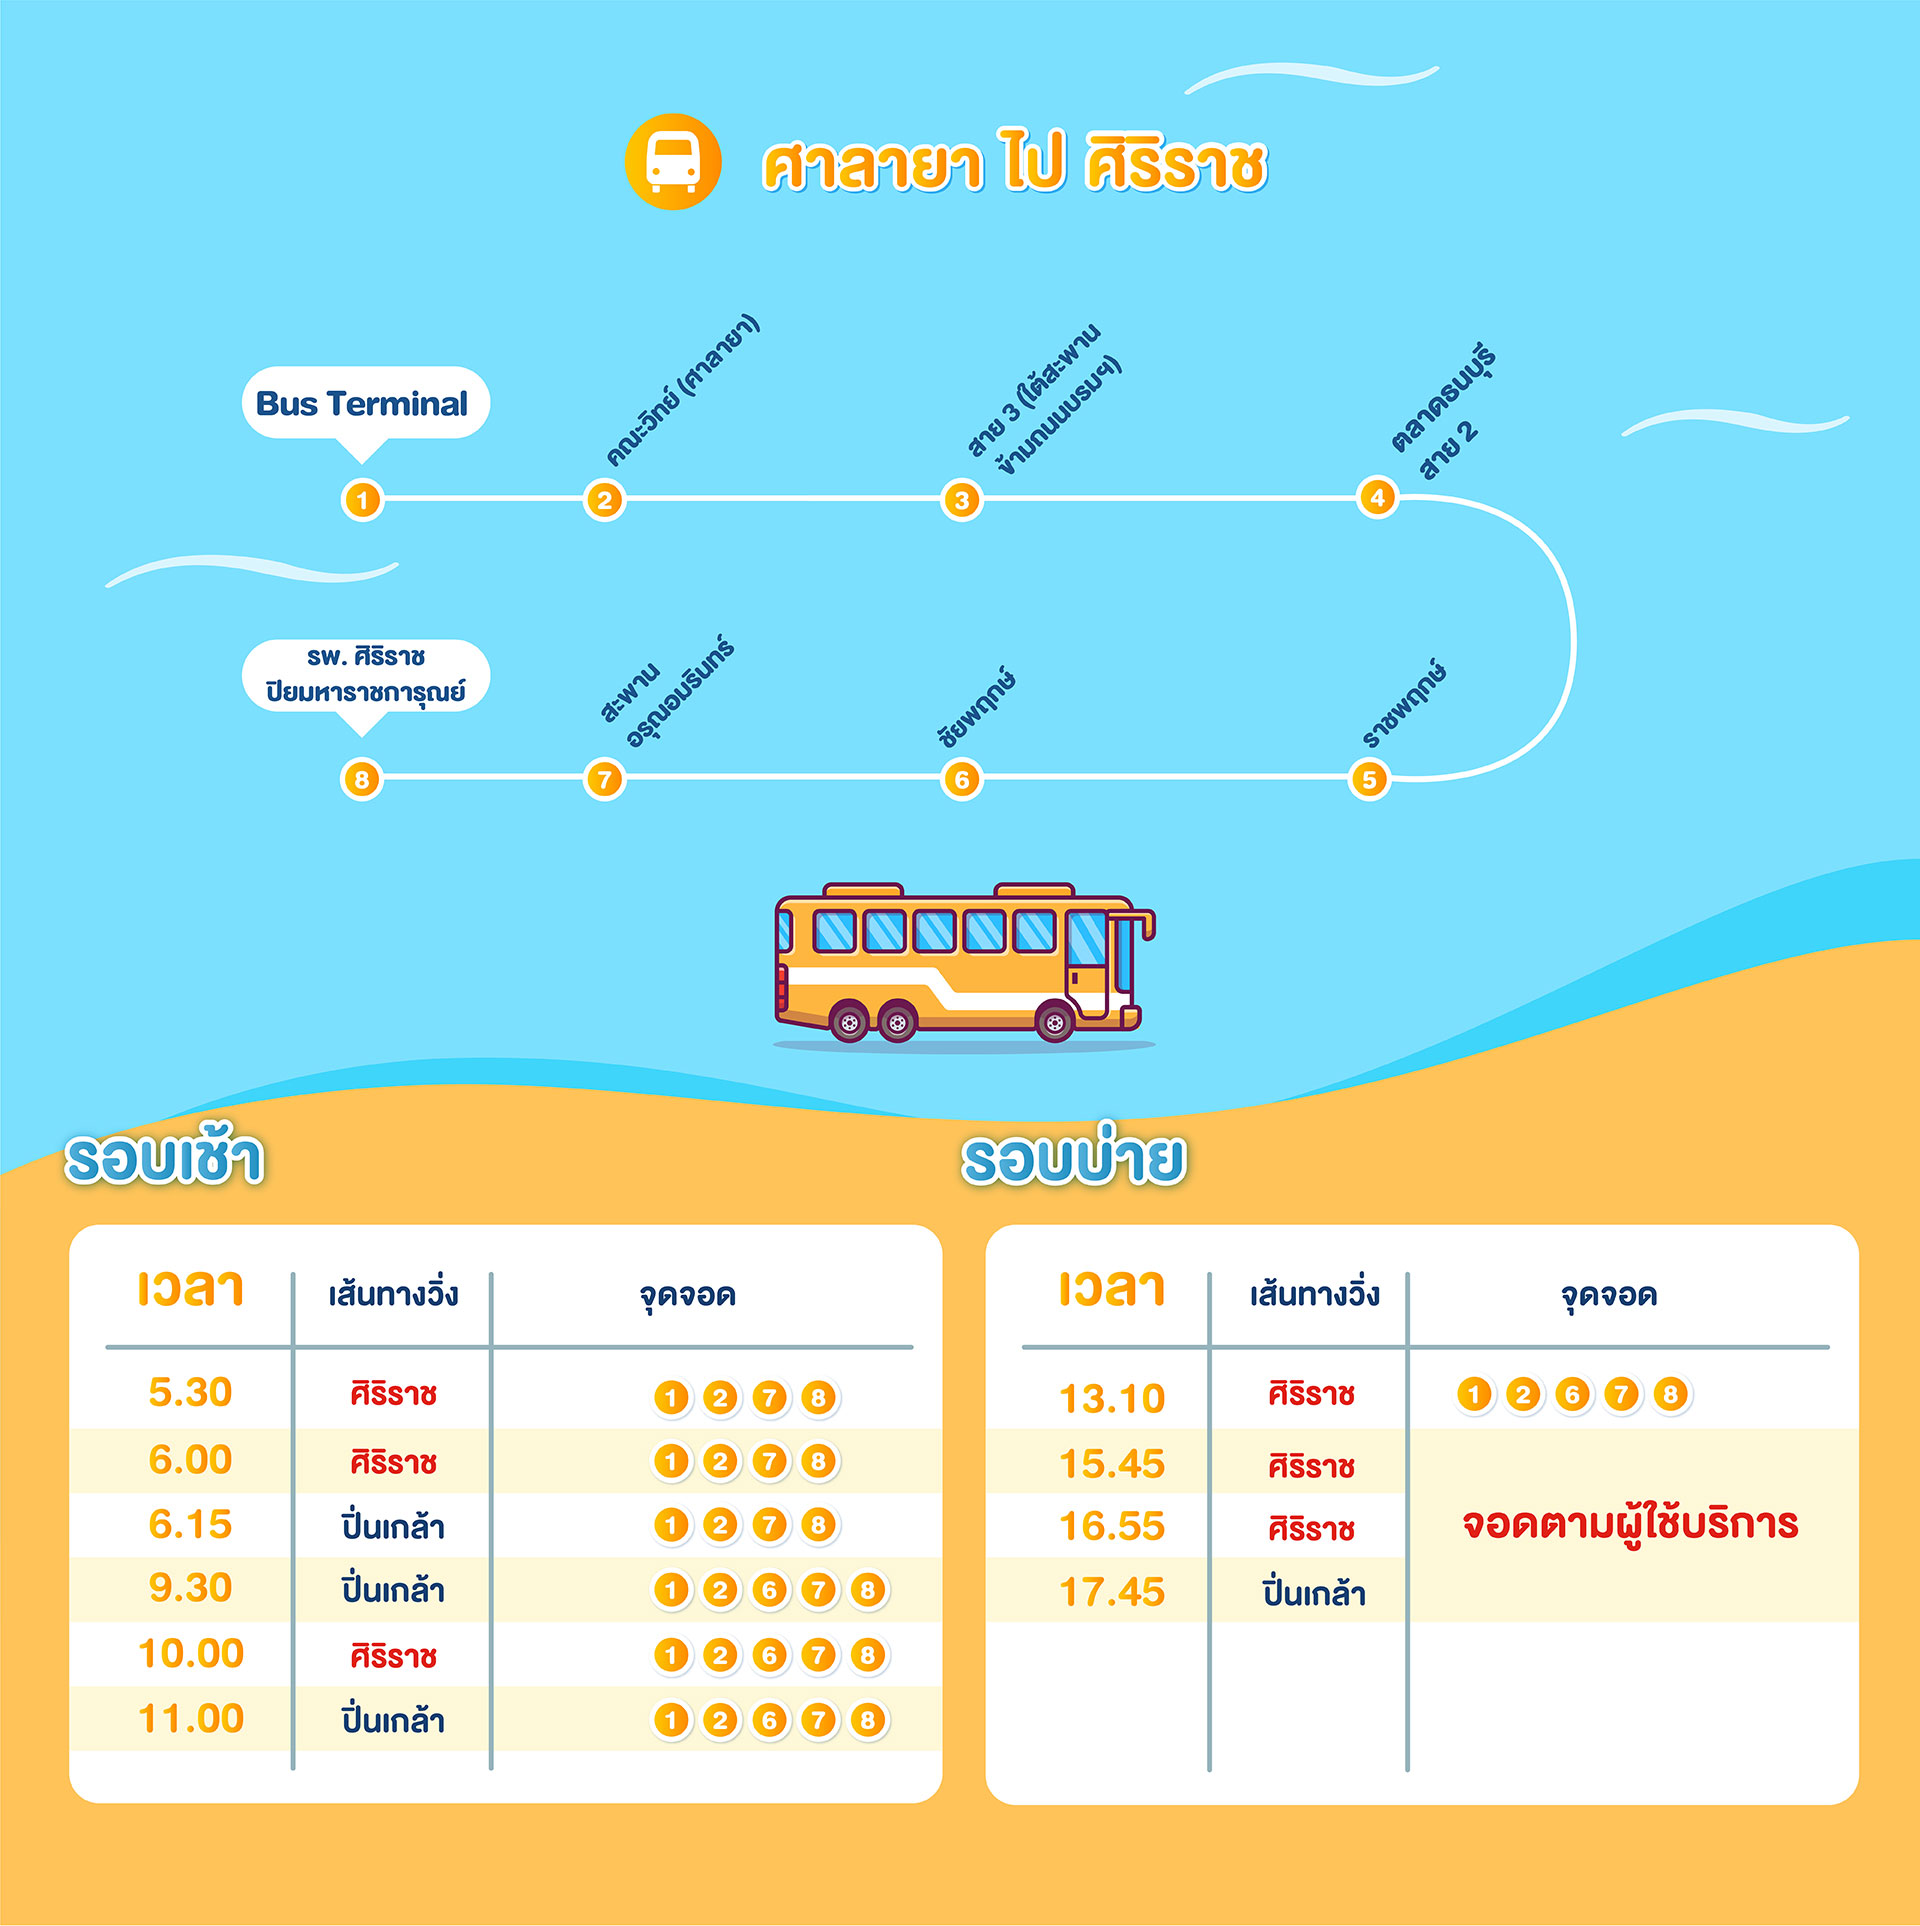 ศาลายา ไป ศิริราช
Bus Terminal
คณะวิทย์ (ศาลายา)
สาย 3 (ใต้สะพาน
ข้ามถนนบรมฯ)
ตลาดธนบุรี
สาย 2
1
2
3
4
รพ. ศิริราช
ปิยมหาราชการุณย์
สะพาน
อรุณอมรินทร์
ชัยพฤกษ์
ราชพฤกษ์
8
7
6
5
รอบเช้า
เวลา เส้นทางวิ่ง จุดจอด
5.30 ศิริราช 1 2 7 8
6.00 ศิริราช 1 2 7 8
6.15 ปิ่นเกล้า 1 2 7 8
9.30 ปิ่นเกล้า 1 2 6 7 8
10.00 ศิริราช 1 2 6 7 8
11.00 ปิ่นเกล้า 1 2 6 7 8
รอบบ่าย
เวลา เส้นทางวิ่ง จุดจอด
13.10 ศิริราช 1 2 6 7 8
15.45 ศิริราช
16.55 ศิริราช จอดตามผู้ใช้บริการ
17.45 ปิ่นเกล้า